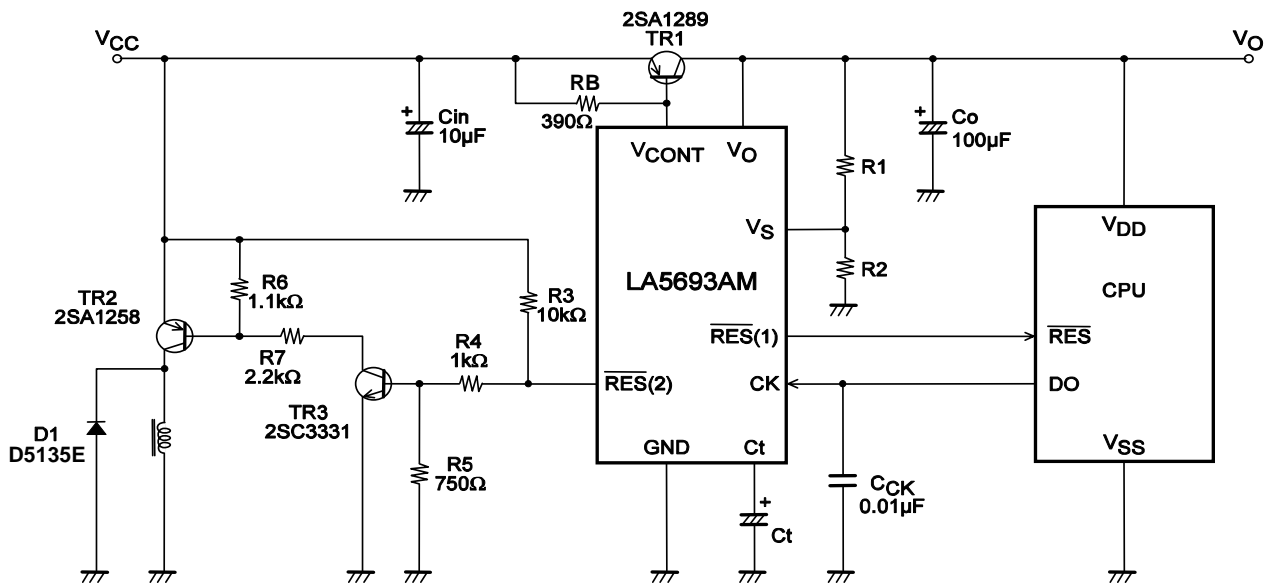 2SA1289
TR1
VCC
VO
RB
390Ω
Cin
10µF
Co
100µF
VCONT
VO
R1
VS
R2
VDD
LA5693AM
CPU
R6
1.1kΩ
R3
10kΩ
TR2
2SA1258
R7
2.2kΩ
R4
1kΩ
RES(1)
RES
RES(2)
CK
DO
TR3
2SC3331
D1
D5135E
R5
750Ω
GND
Ct
VSS
CCK
0.01µF
Ct